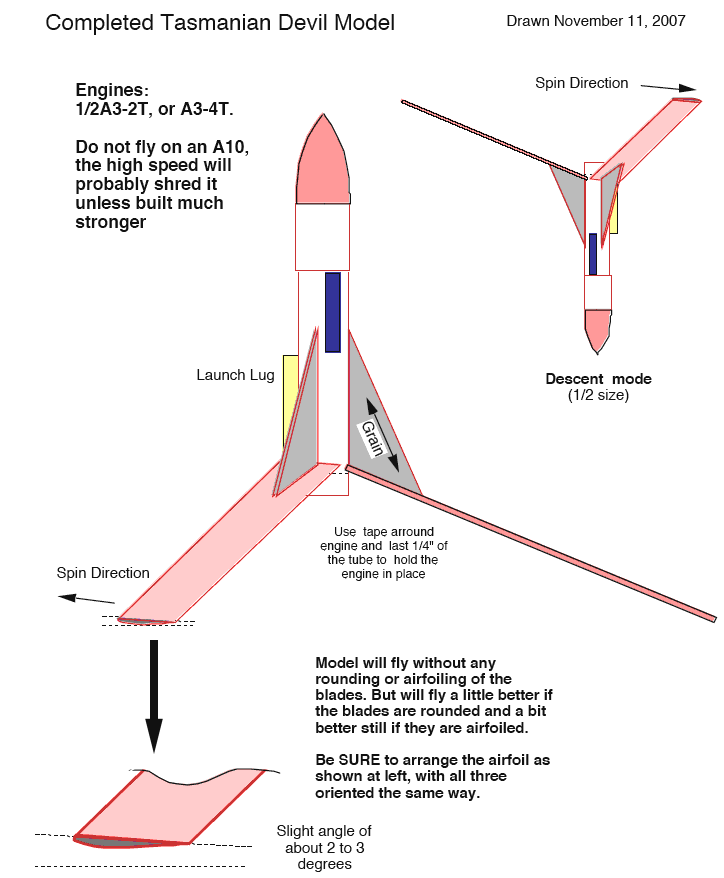 Completed Tasmanian Devil Model
Drawn November 11, 2007
Engines:
1/2A3-2T, or A3-4T.
Do not fly on an A10,
the high speed will
probably shred it
unless built much
stronger
Spin Direction
Descent mode
(1/2 size)
Launch Lug
Grain
Use tape arround
engine and last 1/4" of
the tube to hold the
engine in place
Spin Direction
Model will fly without any
rounding or airfoiling of the
blades. But will fly a little better if
the blades are rounded and a bit
better still if they are airfoiled.
Be SURE to arrange the airfoil as
shown at left, with all three
oriented the same way.
Slight angle of
about 2 to 3
degrees